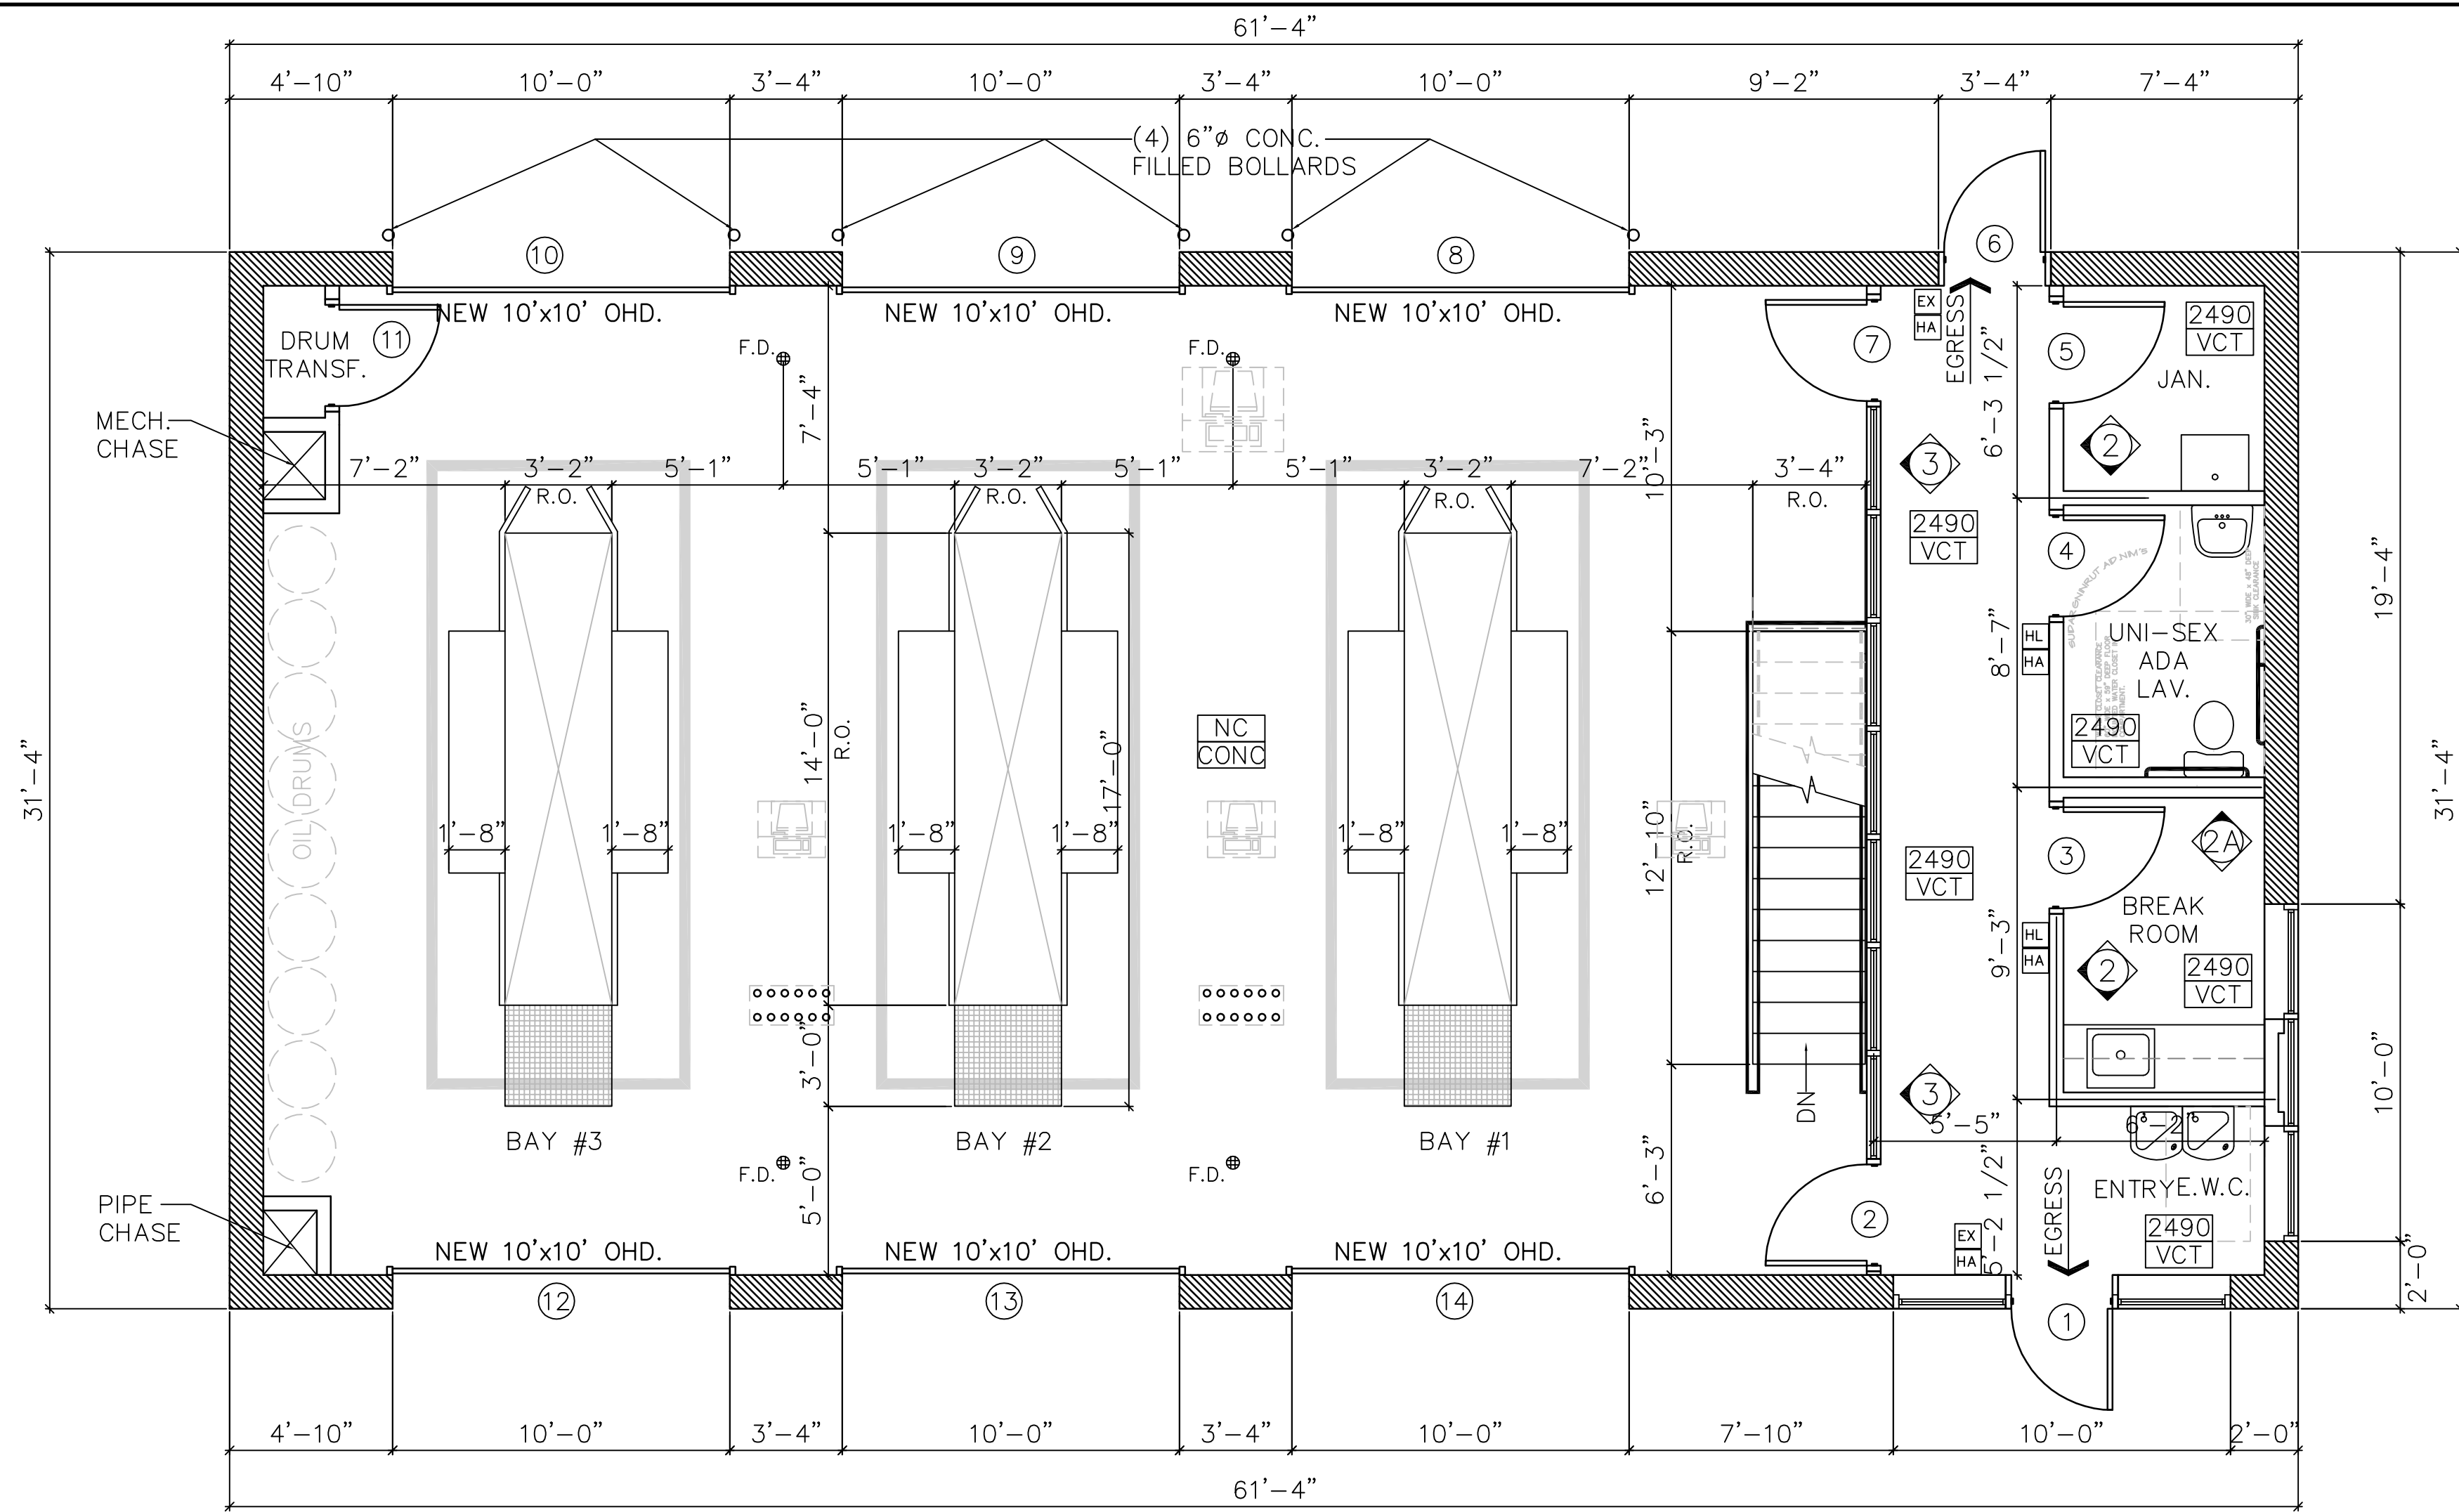 61'-4"
4'-10" 10'-0" 3'-4" 10'-0" 3'-4" 10'-0" 9'-2" 3'-4" 7'-4"
(4) 6"ø CONC.
FILLED BOLLARDS
10 9 8 6
NEW 10'x10' OHD. NEW 10'x10' OHD. NEW 10'x10' OHD.
DRUM
TRANSF.
11
F.D. F.D.
7
EX
HA
EGRESS
5
2490
VCT
JAN.
2
6'-3 1/2"
MECH.
CHASE
7'-4"
10'-3"
3
7'-2" 3'-2" 5'-1" 5'-1" 3'-2" 5'-1" 5'-1" 3'-2" 7'-2" 3'-4"
R.O. R.O. R.O. R.O.
2490
VCT
4
19'-4"
30" WIDE x 48" DEEP
SINK CLEARANCE
HL
HA
8'-7"
UNI-SEX
ADA
LAV.
2490
VCT
31'-4"
OIL DRUMS
14'-0"
R.O.
17'-0"
NC
CONC
31'-4"
1'-8" 1'-8" 1'-8" 1'-8" 1'-8" 1'-8"
12'-10"
R.O.
2490
VCT
3
2A
BREAK
ROOM
HL
HA
9'-3"
2
2490
VCT
3'-0"
10'-0"
DN
3
BAY #3 BAY #2 BAY #1
5'-5" 6'-2"
F.D. F.D.
5'-0"
6'-3"
5'-2 1/2"
EGRESS
ENTRY E.W.C.
2490
VCT
PIPE
CHASE
2
EX
HA
2'-0"
NEW 10'x10' OHD. NEW 10'x10' OHD. NEW 10'x10' OHD.
12 13 14 1
4'-10" 10'-0" 3'-4" 10'-0" 3'-4" 10'-0" 7'-10" 10'-0" 2'-0"
61'-4"